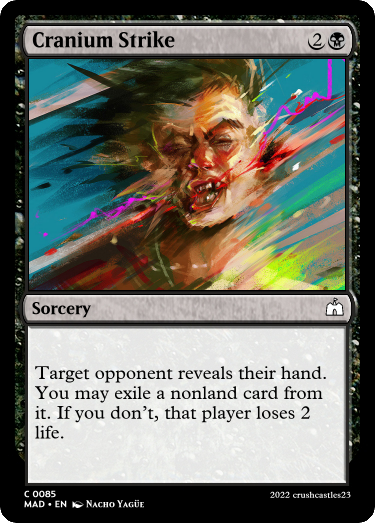 Cranium Strike 2
Sorcery
Target opponent reveals their hand.
You may exile a nonland card from
it. If you don't, that player loses 2
life.
C 0085
MAD • EN Nacho Yagüe
2022 crushcastles23